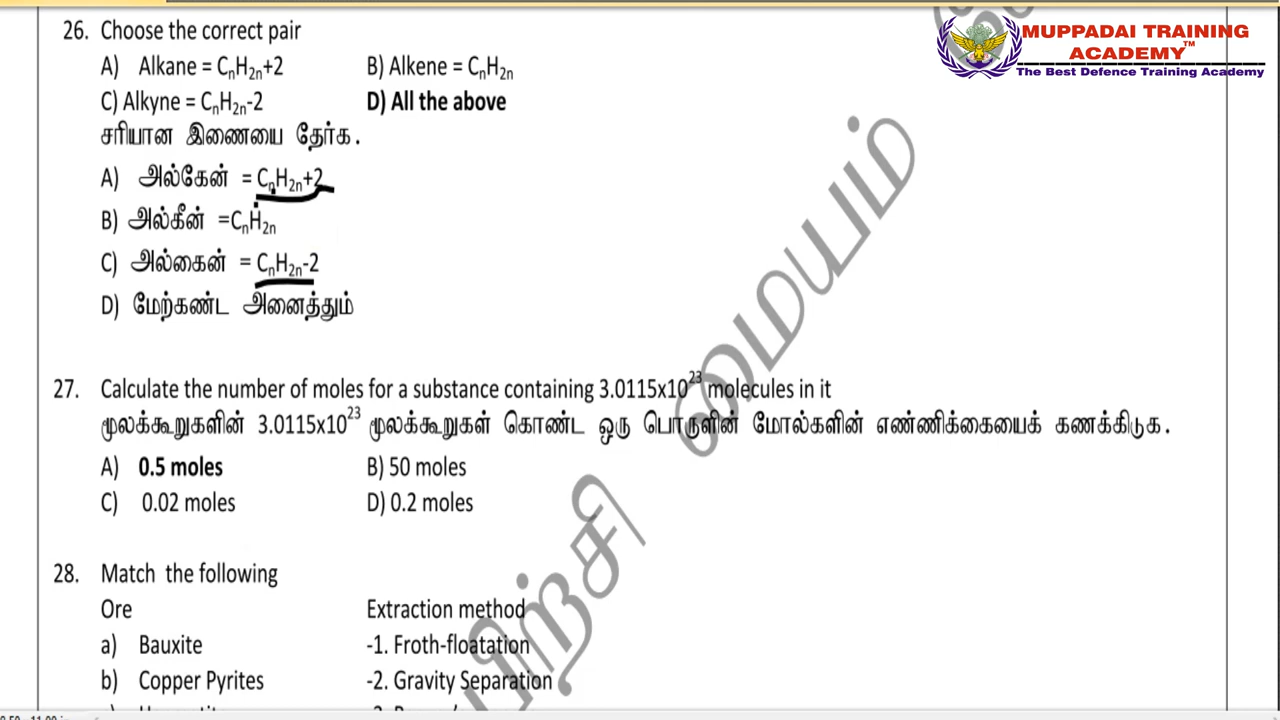 MUPPADAI TRAINING
ACADEMY™
The Best Defence Training Academy
26. Choose the correct pair
A) Alkane = CₙH₂ₙ+2 B) Alkene = CₙH₂ₙ
C) Alkyne = CₙH₂ₙ-2 D) All the above
சரியான இணையை தேர்க.
A) அல்கேன் = CₙH₂ₙ+2
B) அல்கீன் =CₙH₂ₙ
C) அல்கைன் = CₙH₂ₙ-2
D) மேற்கண்ட அனைத்தும்
27. Calculate the number of moles for a substance containing 3.0115x10²³ molecules in it
மூலக்கூறுகளின் 3.0115x10²³ மூலக்கூறுகள் கொண்ட ஒரு பொருளின் மோல்களின் எண்ணிக்கையைக் கணக்கிடுக.
A) 0.5 moles B) 50 moles
C) 0.02 moles D) 0.2 moles
28. Match the following
Ore Extraction method
a) Bauxite -1. Froth-floatation
b) Copper Pyrites -2. Gravity Separation
மையம்